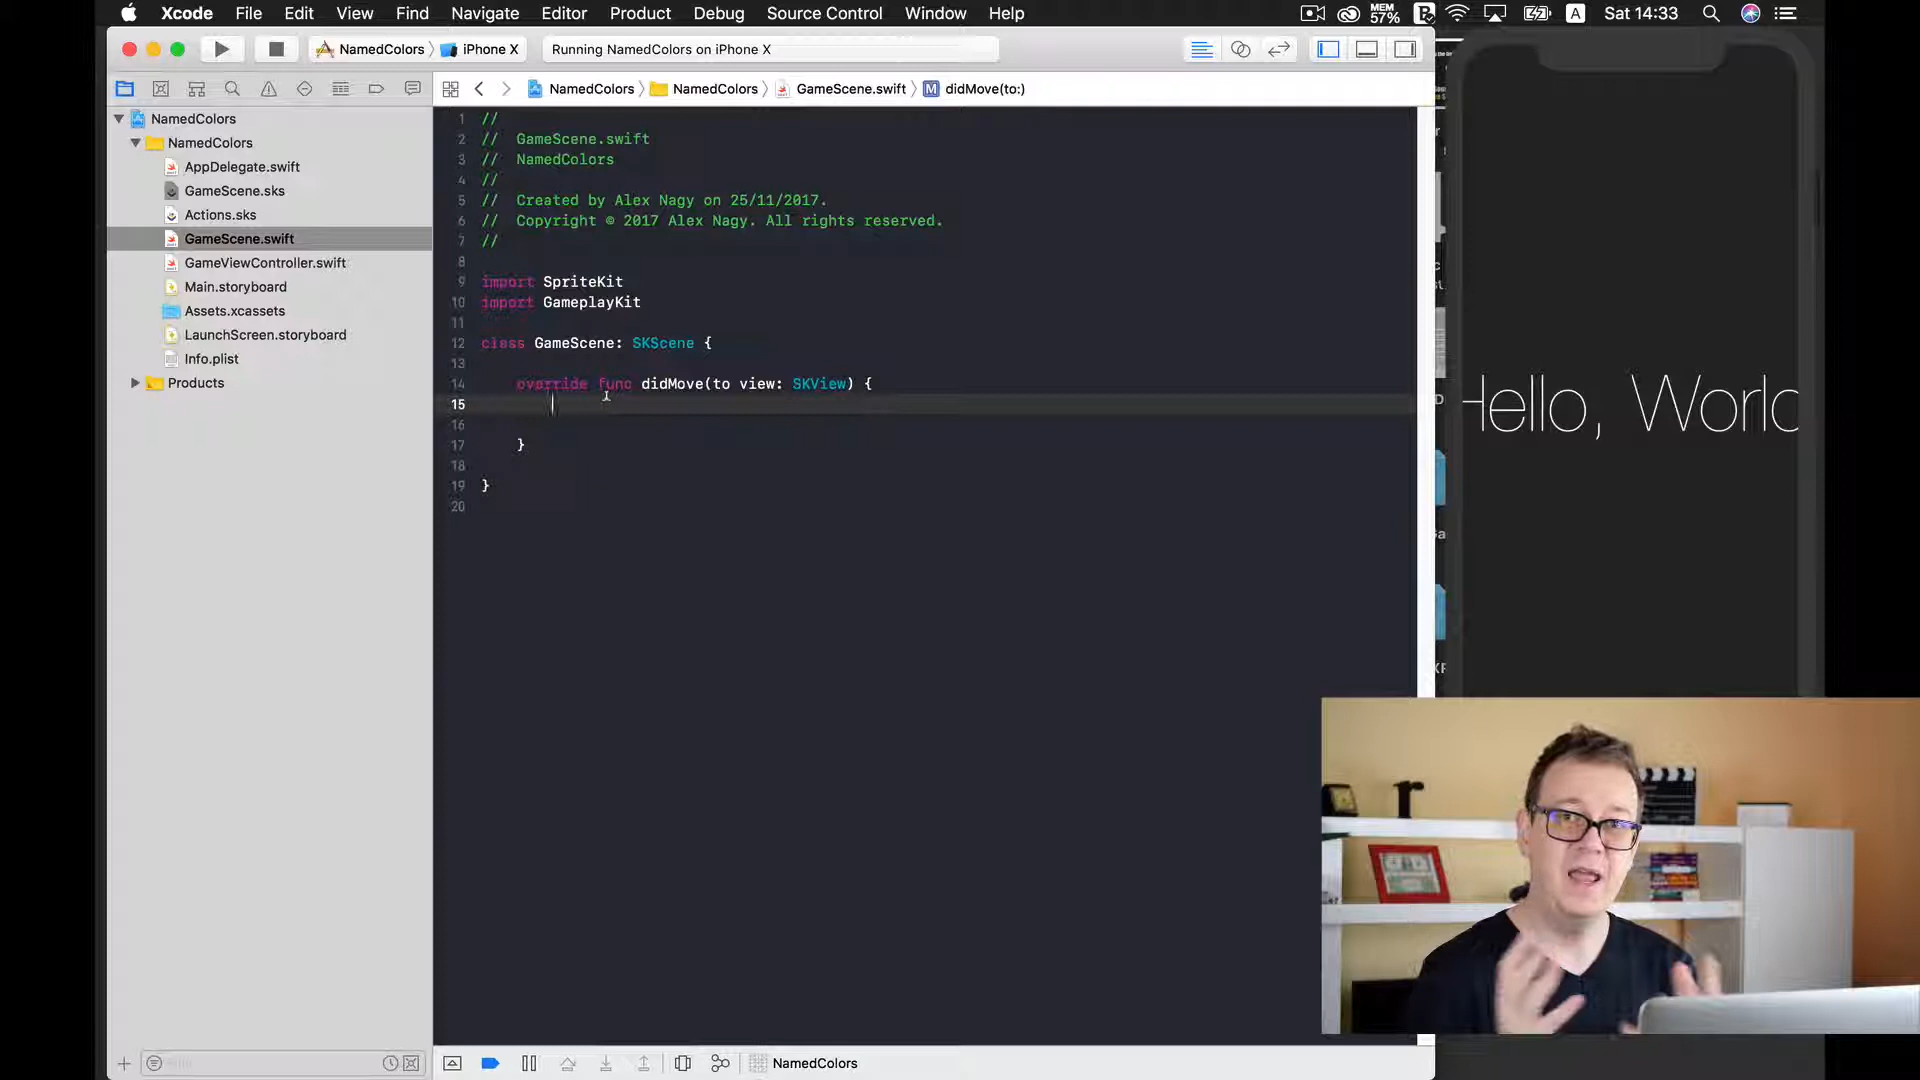 Xcode File Edit View Find Navigate Editor Product Debug Source Control Window Help MEM 57% A Sat 14:33
NamedColors iPhone X Running NamedColors on iPhone X
NamedColors NamedColors GameScene.swift M didMove(to:)
NamedColors
NamedColors
AppDelegate.swift
GameScene.sks
Actions.sks
GameScene.swift
GameViewController.swift
Main.storyboard
Assets.xcassets
LaunchScreen.storyboard
Info.plist
Products
1 //
2 // GameScene.swift
3 // NamedColors
4 //
5 // Created by Alex Nagy on 25/11/2017.
6 // Copyright © 2017 Alex Nagy. All rights reserved.
7 //
8
9 import SpriteKit
10 import GameplayKit
11
12 class GameScene: SKScene {
13
14 override func didMove(to view: SKView) {
15
16
17 }
18
19 }
20
Hello, World
NamedColors